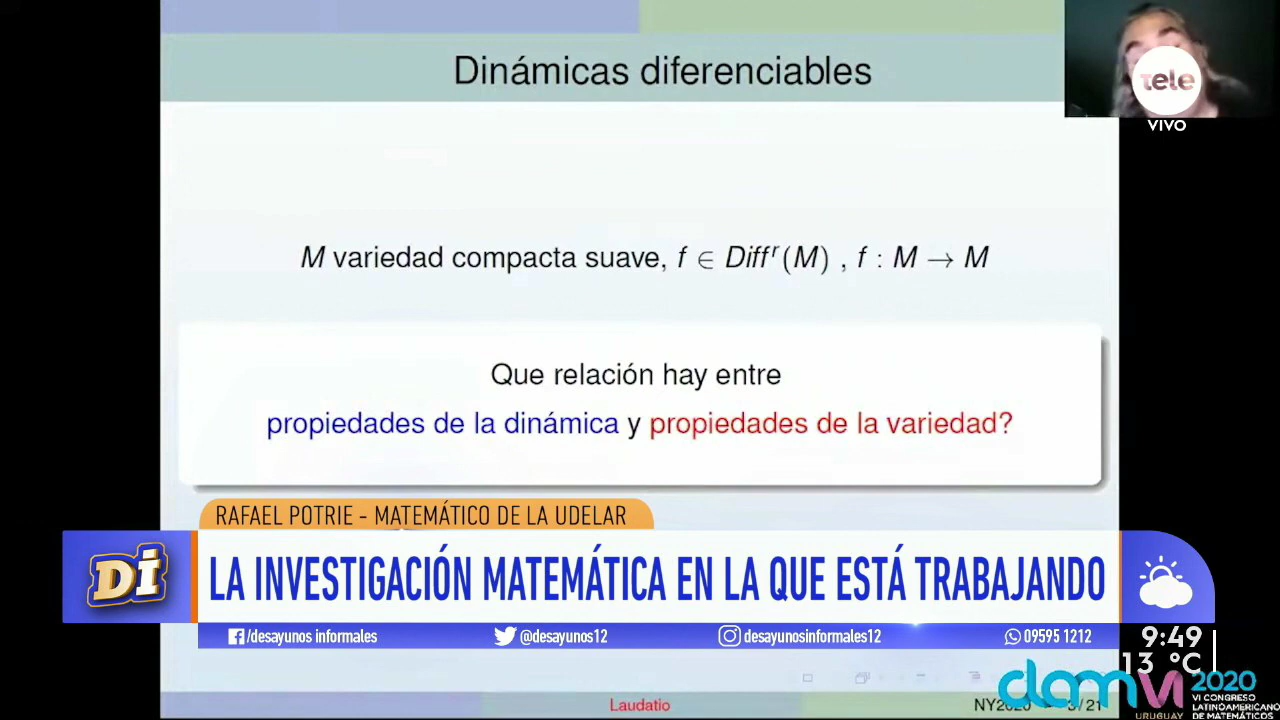 Dinámicas diferenciables
tele
VIVO
M variedad compacta suave, f ∈ Diffʳ(M) , f : M → M
Que relación hay entre
propiedades de la dinámica y propiedades de la variedad?
RAFAEL POTRIE - MATEMÁTICO DE LA UDELAR
Di
LA INVESTIGACIÓN MATEMÁTICA EN LA QUE ESTÁ TRABAJANDO
/desayunos informales
@desayunos12
desayunosinformales12
09595 1212
9:49
13 °C
clam VI 2020
URUGUAY
VI CONGRESO
LATINOAMERICANO
DE MATEMÁTICOS
Laudatio